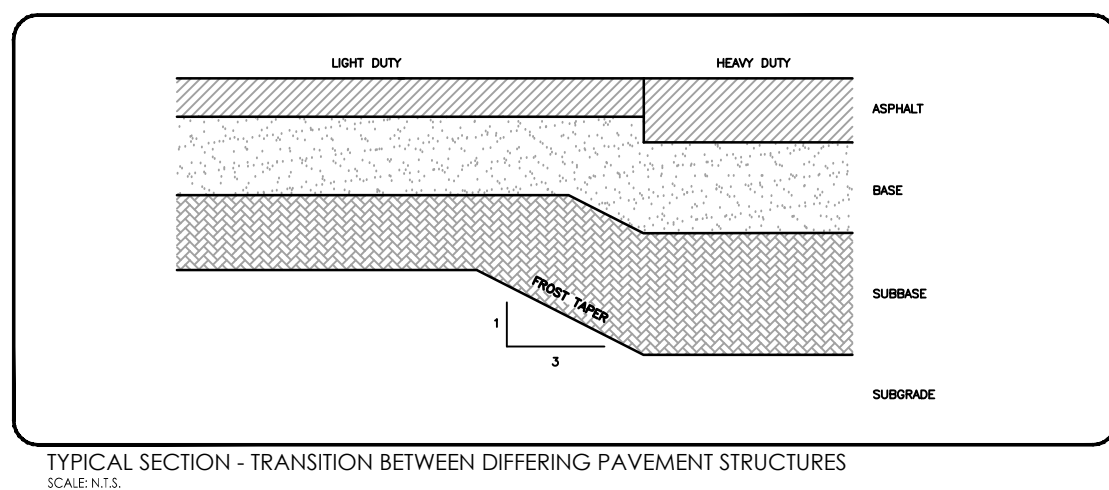 LIGHT DUTY
HEAVY DUTY
ASPHALT
BASE
FROST TAPER
SUBBASE
1
3
SUBGRADE
TYPICAL SECTION - TRANSITION BETWEEN DIFFERING PAVEMENT STRUCTURES
SCALE: N.T.S.